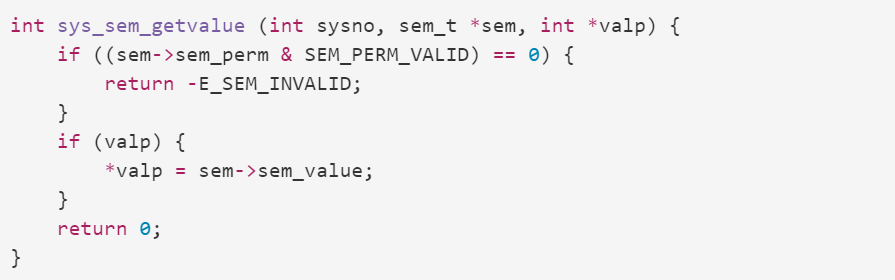 int sys_sem_getvalue (int sysno, sem_t *sem, int *valp) {
    if ((sem->sem_perm & SEM_PERM_VALID) == 0) {
        return -E_SEM_INVALID;
    }
    if (valp) {
        *valp = sem->sem_value;
    }
    return 0;
}